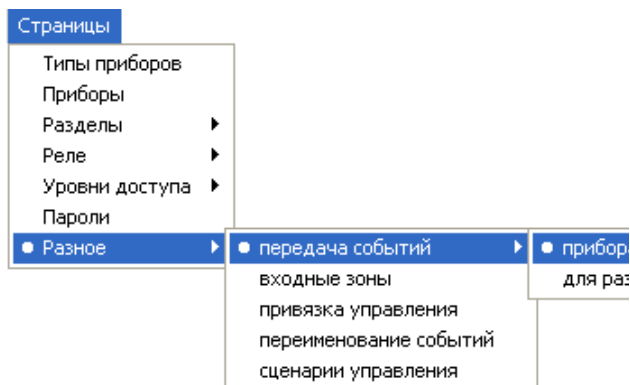 Страницы
Типы приборов
Приборы
Разделы
Реле
Уровни доступа
Пароли
Разное
передача событий
входные зоны
привязка управления
переименование событий
сценарии управления
для